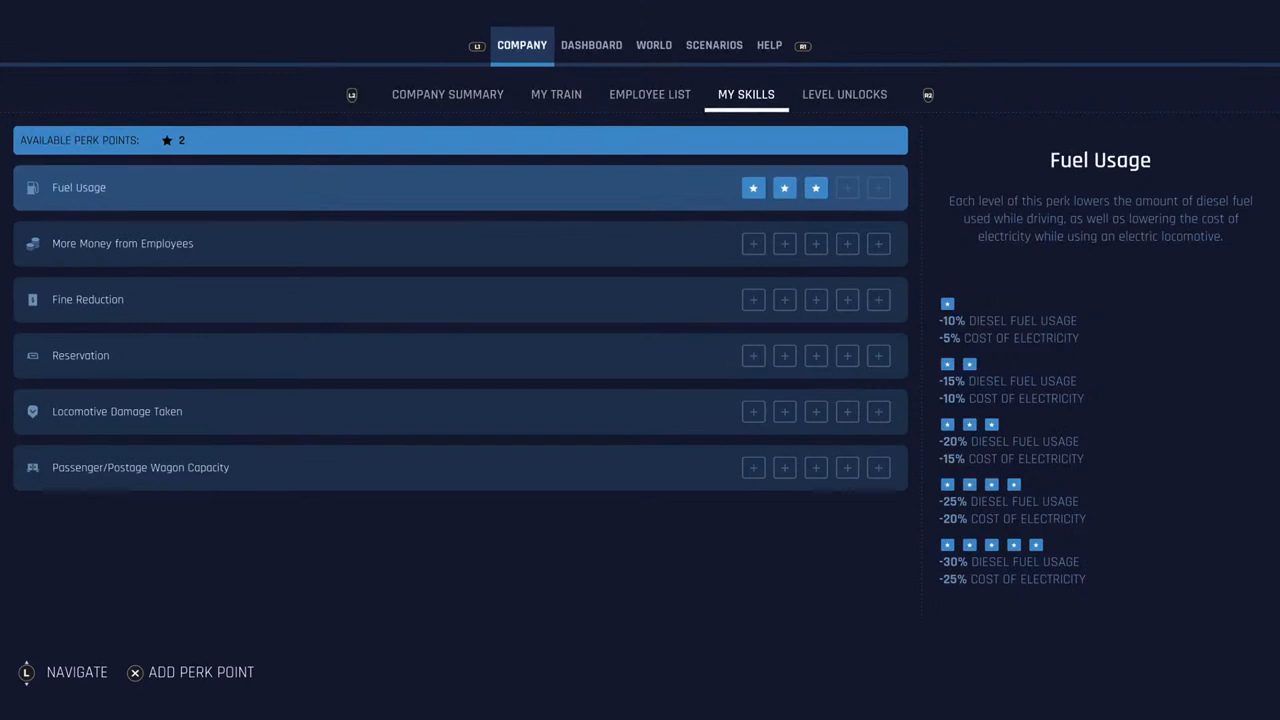 L1 COMPANY DASHBOARD WORLD SCENARIOS HELP R1
L2 COMPANY SUMMARY MY TRAIN EMPLOYEE LIST MY SKILLS LEVEL UNLOCKS R2
AVAILABLE PERK POINTS: 2
Fuel Usage
More Money from Employees
Fine Reduction
Reservation
Locomotive Damage Taken
Passenger/Postage Wagon Capacity
Fuel Usage
Each level of this perk lowers the amount of diesel fuel
used while driving, as well as lowering the cost of
electricity while using an electric locomotive.
-10% DIESEL FUEL USAGE
-5% COST OF ELECTRICITY
-15% DIESEL FUEL USAGE
-10% COST OF ELECTRICITY
-20% DIESEL FUEL USAGE
-15% COST OF ELECTRICITY
-25% DIESEL FUEL USAGE
-20% COST OF ELECTRICITY
-30% DIESEL FUEL USAGE
-25% COST OF ELECTRICITY
L NAVIGATE ADD PERK POINT